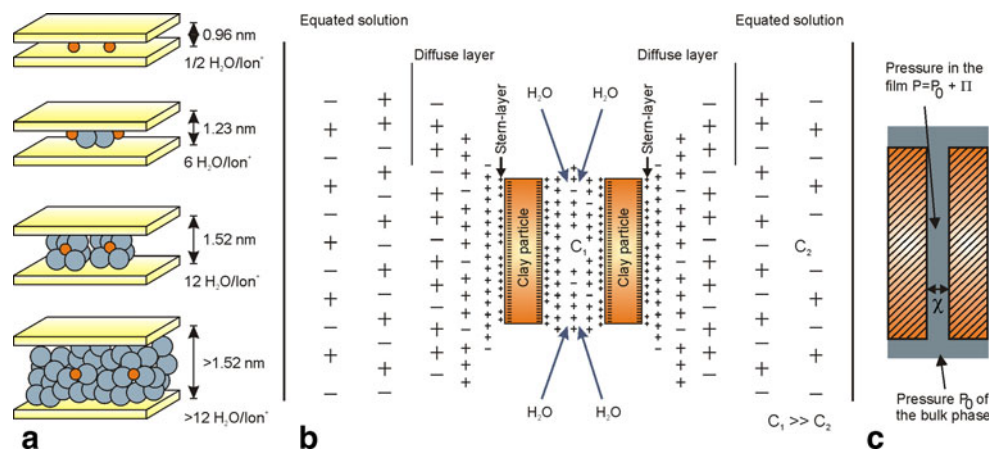 0.96 nm
1/2 H₂O/Ion⁺
1.23 nm
6 H₂O/Ion⁺
1.52 nm
12 H₂O/Ion⁺
>1.52 nm
>12 H₂O/Ion⁺
a
Equated solution
Equated solution
Diffuse layer
Diffuse layer
H₂O
H₂O
Stern-layer
Stern-layer
Clay particle
C₁
Clay particle
C₂
H₂O
H₂O
C₁ >> C₂
b
Pressure in the
film P=P₀ + Π
χ
Pressure P₀ of
the bulk phase
c